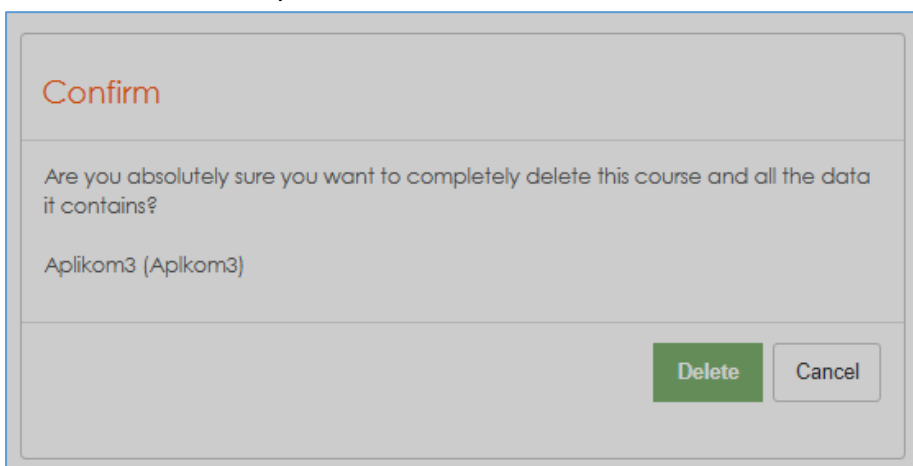 Confirm
Are you absolutely sure you want to completely delete this course and all the data
it contains?
Aplikom3 (Aplkom3)
Delete
Cancel